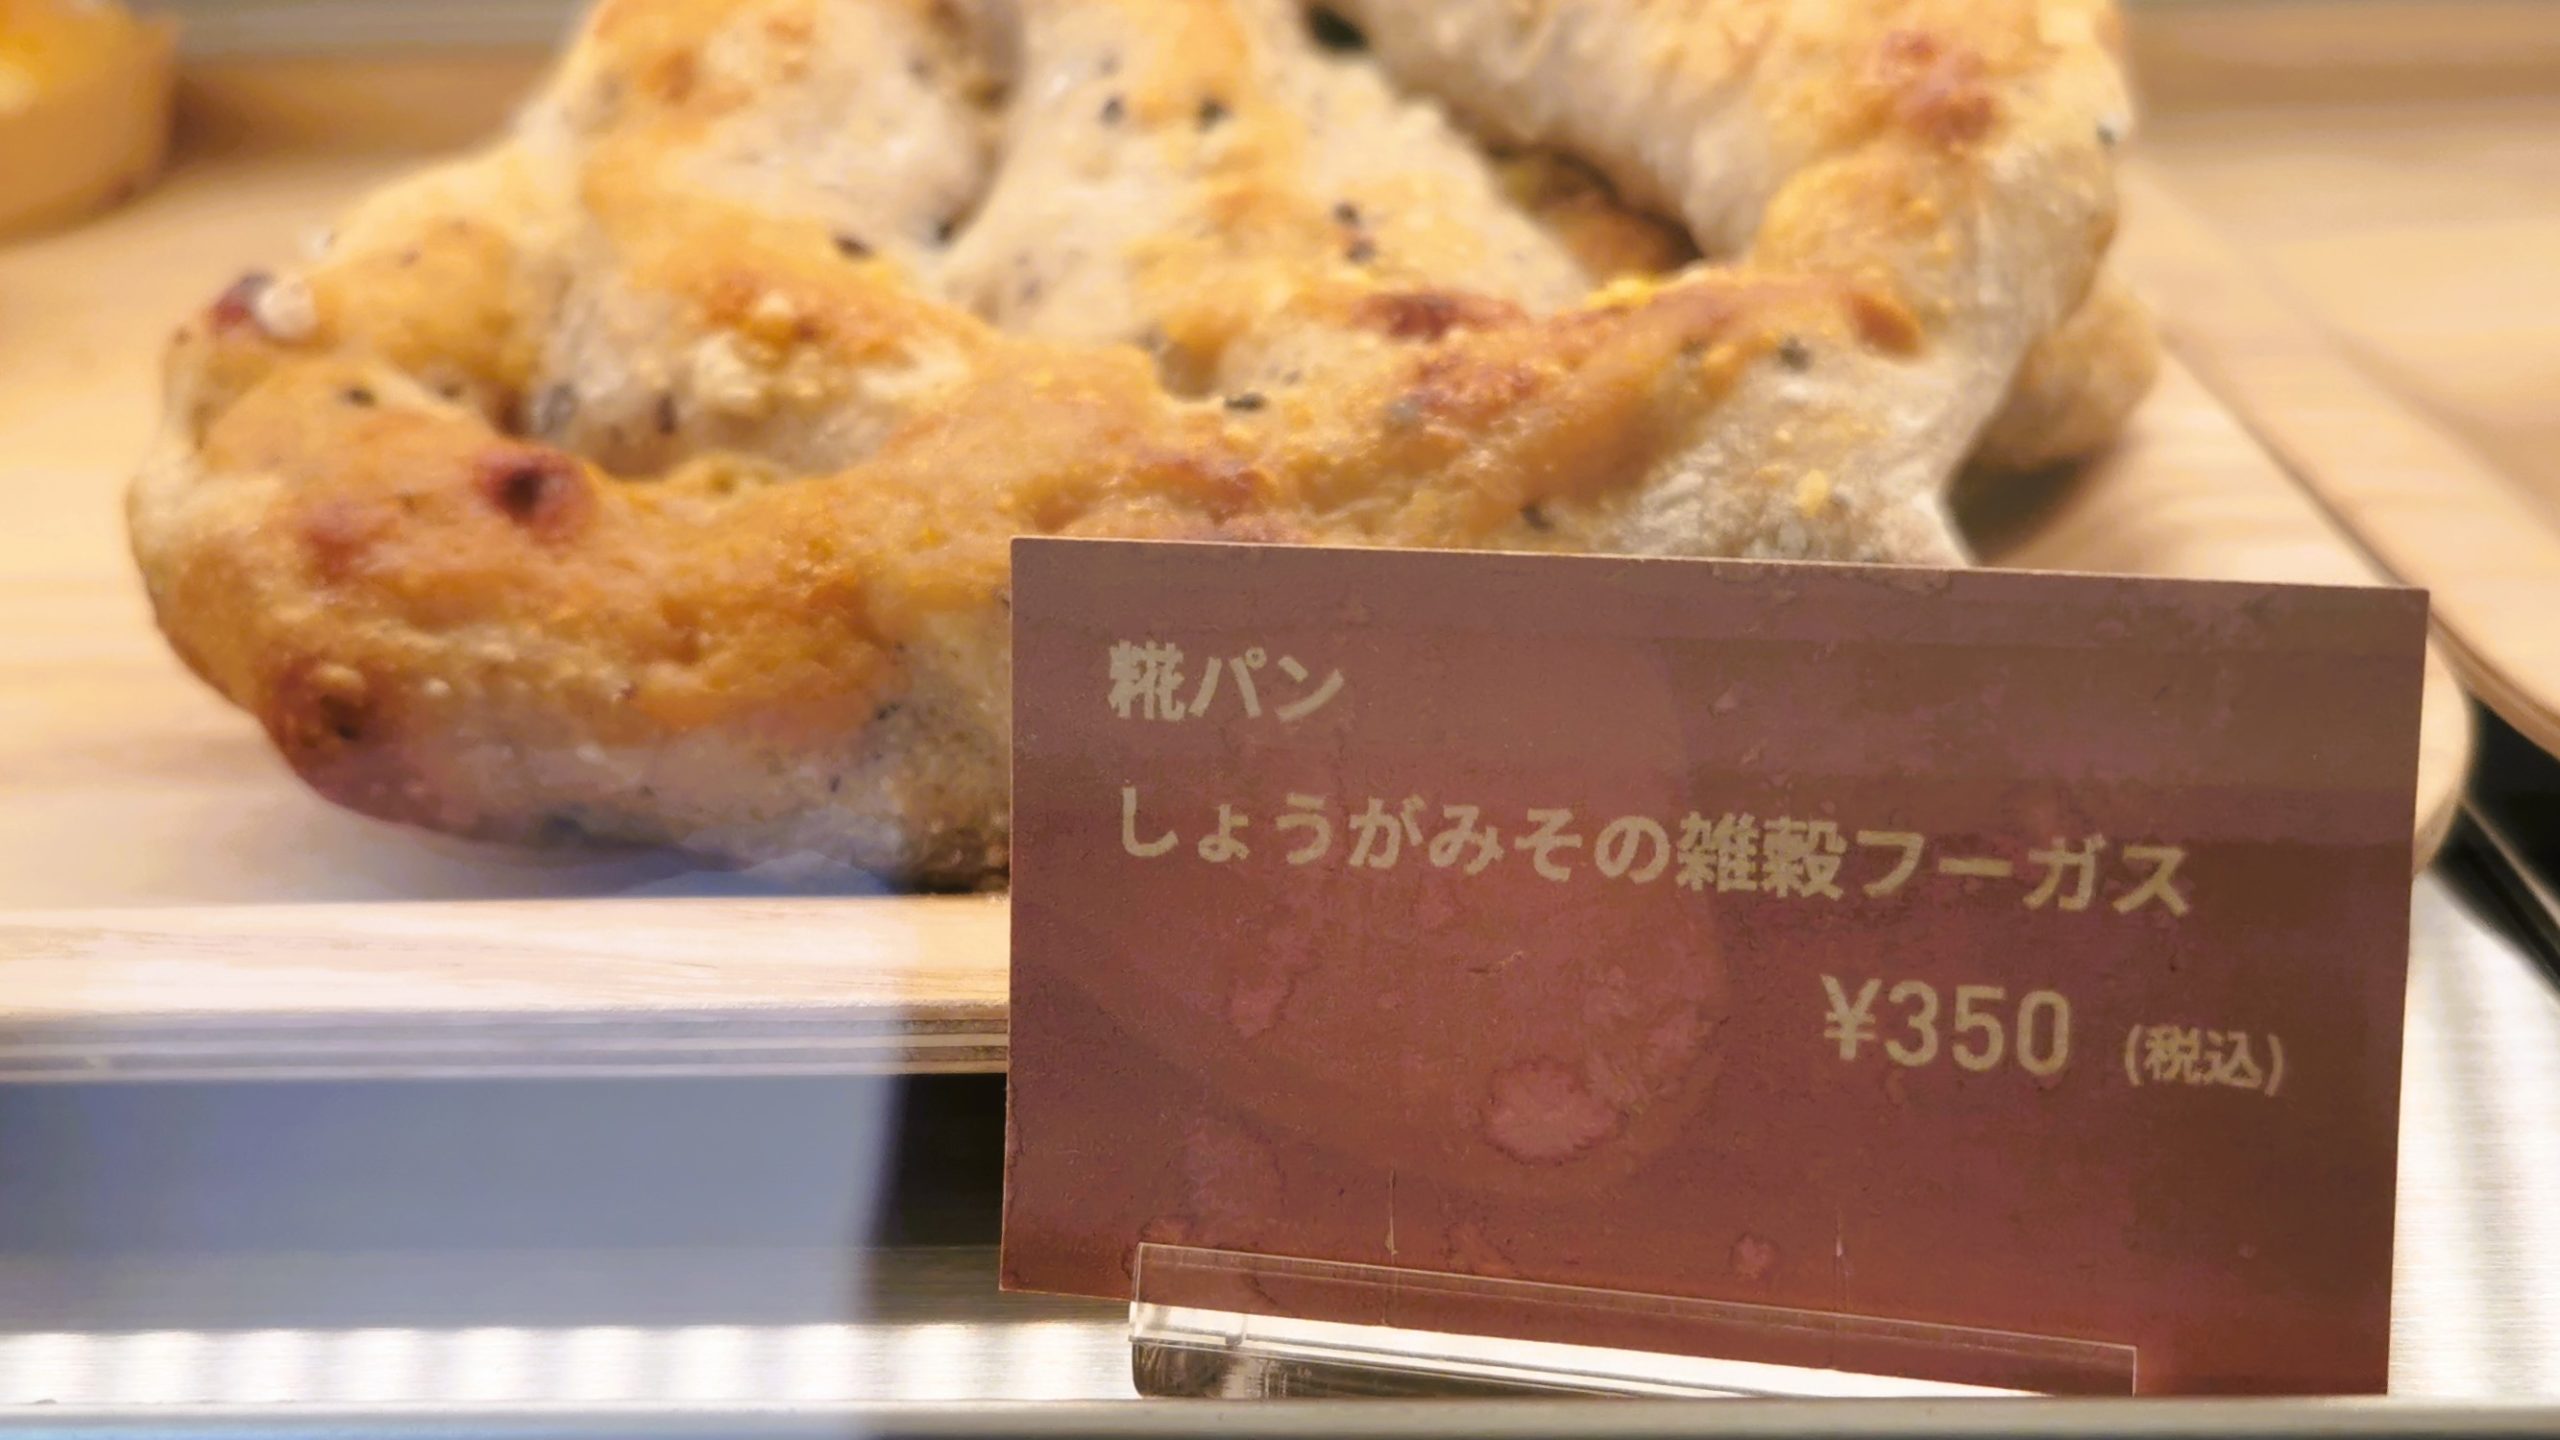 糀パン
しょうがみその雑穀フーガス
¥350 (税込)